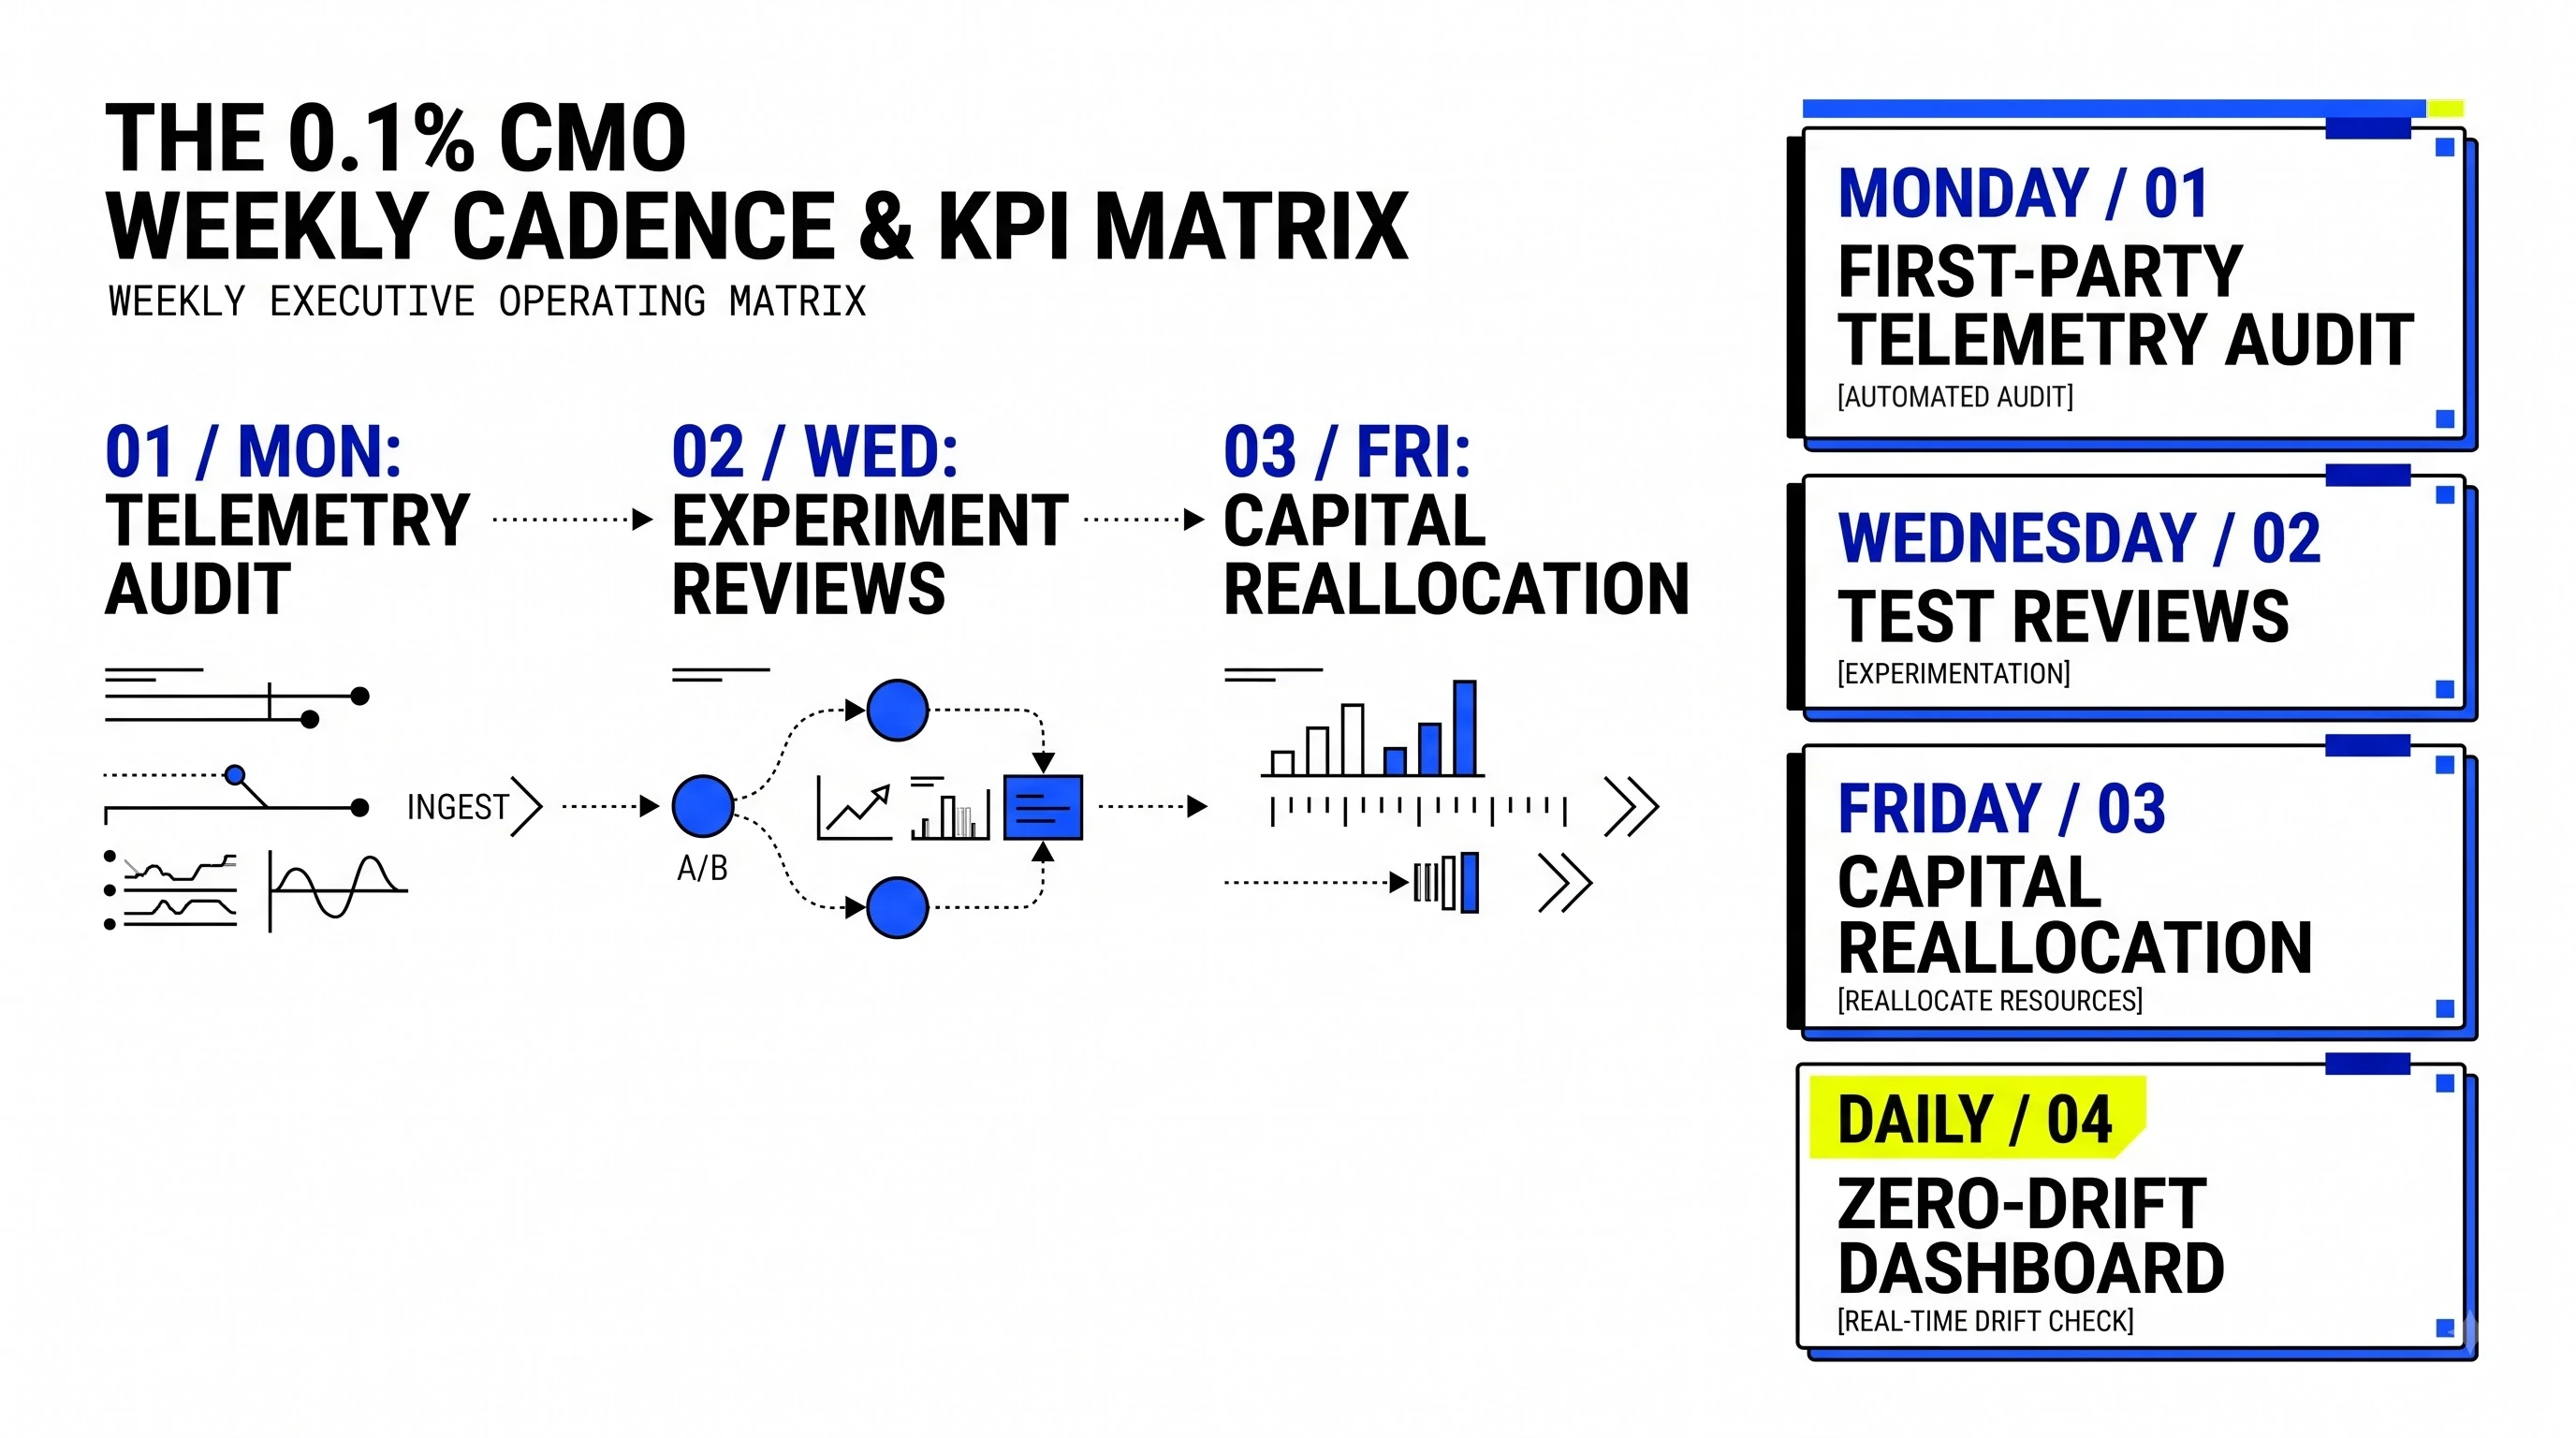 THE 0.1% CMO
WEEKLY CADENCE & KPI MATRIX
WEEKLY EXECUTIVE OPERATING MATRIX
01 / MON:
TELEMETRY
AUDIT
02 / WED:
EXPERIMENT
REVIEWS
03 / FRI:
CAPITAL
REALLOCATION
INGEST
A/B
MONDAY / 01
FIRST-PARTY
TELEMETRY AUDIT
[AUTOMATED AUDIT]
WEDNESDAY / 02
TEST REVIEWS
[EXPERIMENTATION]
FRIDAY / 03
CAPITAL
REALLOCATION
[REALLOCATE RESOURCES]
DAILY / 04
ZERO-DRIFT
DASHBOARD
[REAL-TIME DRIFT CHECK]